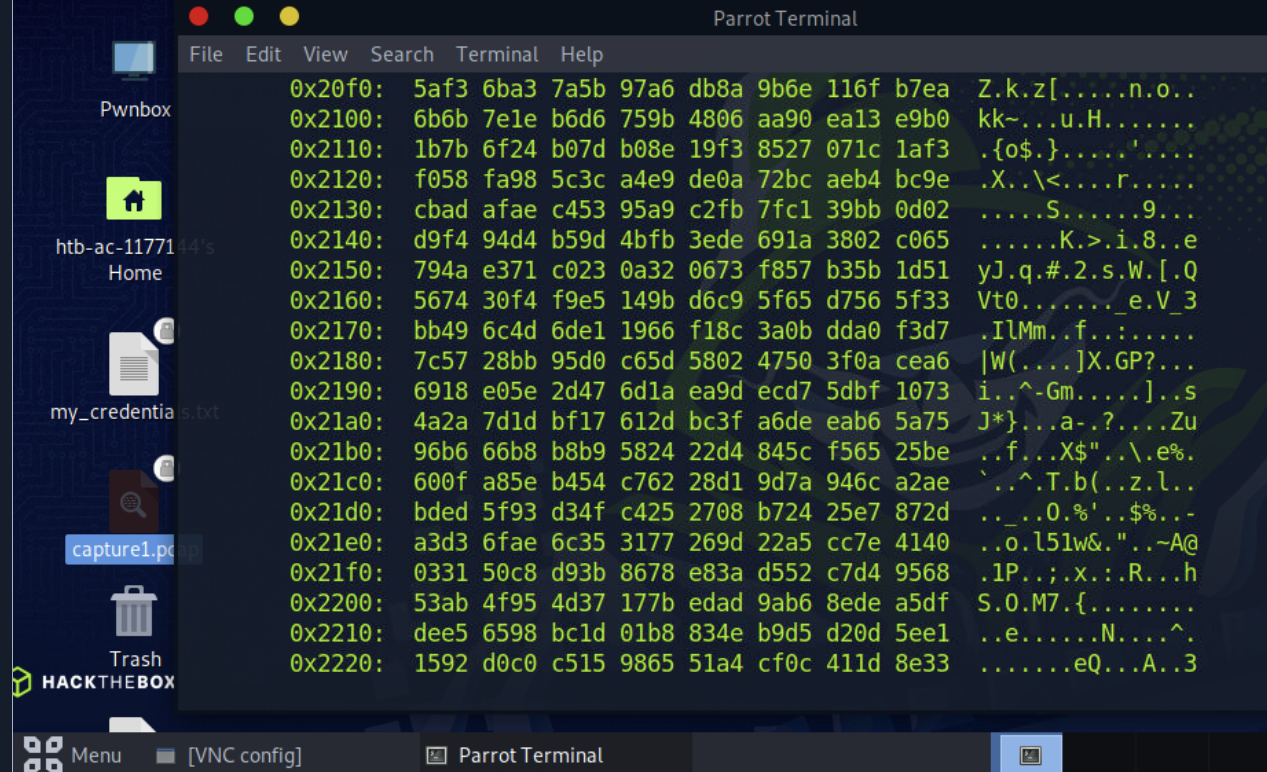 Parrot Terminal
File Edit View Search Terminal Help
0x20f0: 5af3 6ba3 7a5b 97a6 db8a 9b6e 116f b7ea Z.k.z[.....n.o..
0x2100: 6b6b 7e1e b6d6 759b 4806 aa90 ea13 e9b0 kk~...u.H.......
0x2110: 1b7b 6f24 b07d b08e 19f3 8527 071c 1af3 .{o$.}.....'....
0x2120: f058 fa98 5c3c a4e9 de0a 72bc aeb4 bc9e .X..\<....r.....
0x2130: cbad afae c453 95a9 c2fb 7fc1 39bb 0d02 .....S......9...
0x2140: d9f4 94d4 b59d 4bfb 3ede 691a 3802 c065 ......K.>.i.8..e
0x2150: 794a e371 c023 0a32 0673 f857 b35b 1d51 yJ.q.#.2.s.W.[.Q
0x2160: 5674 30f4 f9e5 149b d6c9 5f65 d756 5f33 Vt0......._e.V_3
0x2170: bb49 6c4d 6de1 1966 f18c 3a0b dda0 f3d7 .IlMm..f..:.....
0x2180: 7c57 28bb 95d0 c65d 5802 4750 3f0a cea6 |W(....]X.GP?...
0x2190: 6918 e05e 2d47 6d1a ea9d ecd7 5dbf 1073 i..^-Gm.....]..s
0x21a0: 4a2a 7d1d bf17 612d bc3f a6de eab6 5a75 J*}...a-.?....Zu
0x21b0: 96b6 66b8 b8b9 5824 22d4 845c f565 25be ..f...X$"..\.e%.
0x21c0: 600f a85e b454 c762 28d1 9d7a 946c a2ae `..^.T.b(..z.l..
0x21d0: bded 5f93 d34f c425 2708 b724 25e7 872d .._..O.%'..$%..-
0x21e0: a3d3 6fae 6c35 3177 269d 22a5 cc7e 4140 ..o.l51w&."..~A@
0x21f0: 0331 50c8 d93b 8678 e83a d552 c7d4 9568 .1P..;.x.:.R...h
0x2200: 53ab 4f95 4d37 177b edad 9ab6 8ede a5df S.O.M7.{........
0x2210: dee5 6598 bc1d 01b8 834e b9d5 d20d 5ee1 ..e......N....^.
0x2220: 1592 d0c0 c515 9865 51a4 cf0c 411d 8e33 .......eQ...A..3
Pwnbox
htb-ac-1177144's
Home
my_credentials.txt
capture1.pcap
Trash
HACKTHEBOX
Menu
[VNC config]
Parrot Terminal